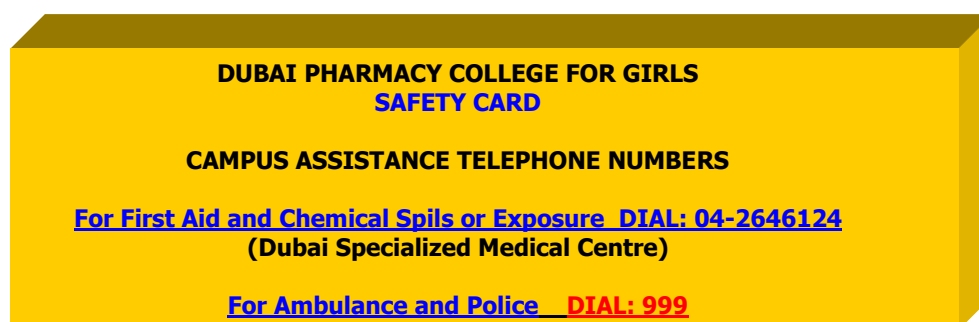 DUBAI PHARMACY COLLEGE FOR GIRLS
SAFETY CARD
CAMPUS ASSISTANCE TELEPHONE NUMBERS
For First Aid and Chemical Spils or Exposure DIAL: 04-2646124
(Dubai Specialized Medical Centre)
For Ambulance and Police DIAL: 999